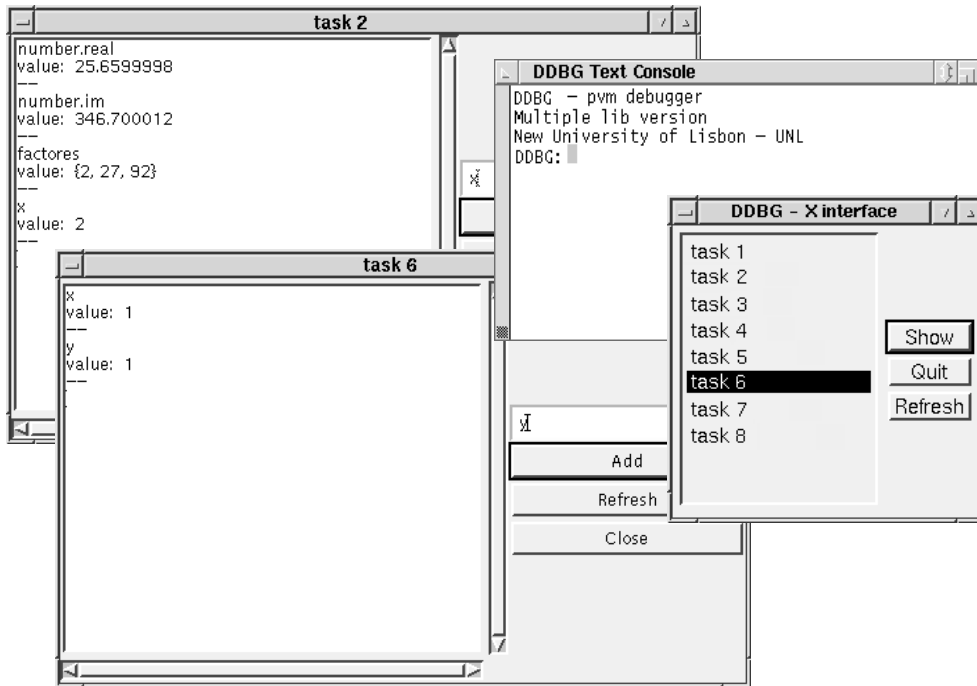 task 2
number.real
value: 25.6599998
--
number.im
value: 346.700012
--
factores
value: {2, 27, 92}
--
x
value: 2
--
x
DDBG Text Console
DDBG - pvm debugger
Multiple lib version
New University of Lisbon - UNL
DDBG:
DDBG - X interface
task 1
task 2
task 3
task 4
task 5
task 6
task 7
task 8
Show
Quit
Refresh
task 6
x
value: 1
--
y
value: 1
--
y
Add
Refresh
Close